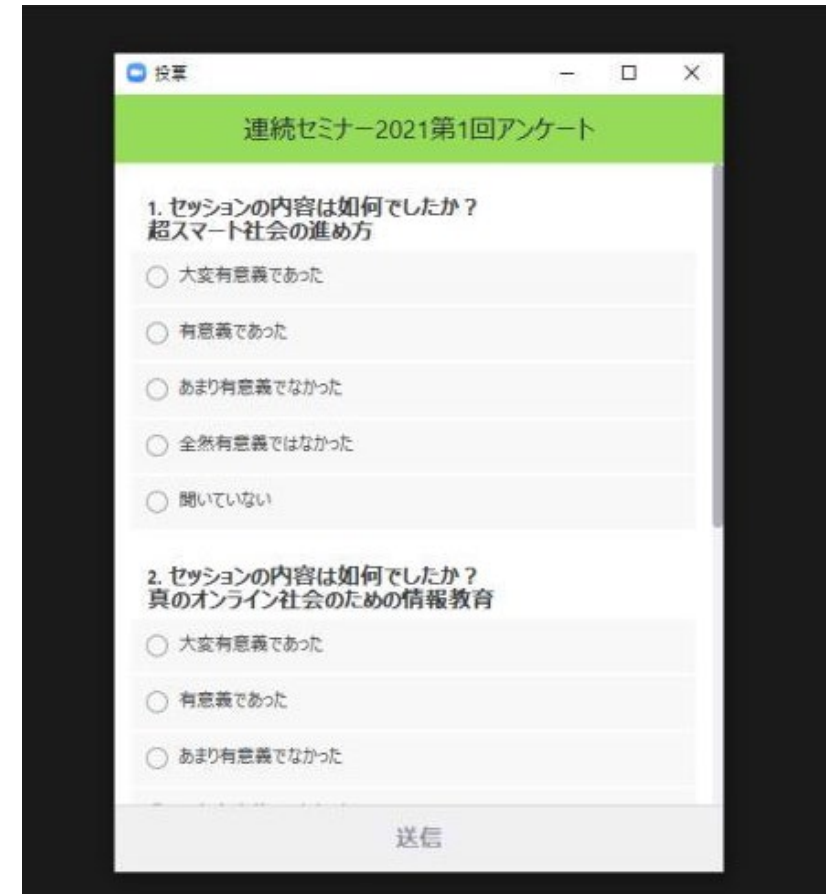 投票
連続セミナー2021第1回アンケート
1. セッションの内容は如何でしたか？
超スマート社会の進め方
大変有意義であった
有意義であった
あまり有意義でなかった
全然有意義ではなかった
聞いていない
2. セッションの内容は如何でしたか？
真のオンライン社会のための情報教育
大変有意義であった
有意義であった
あまり有意義でなかった
送信